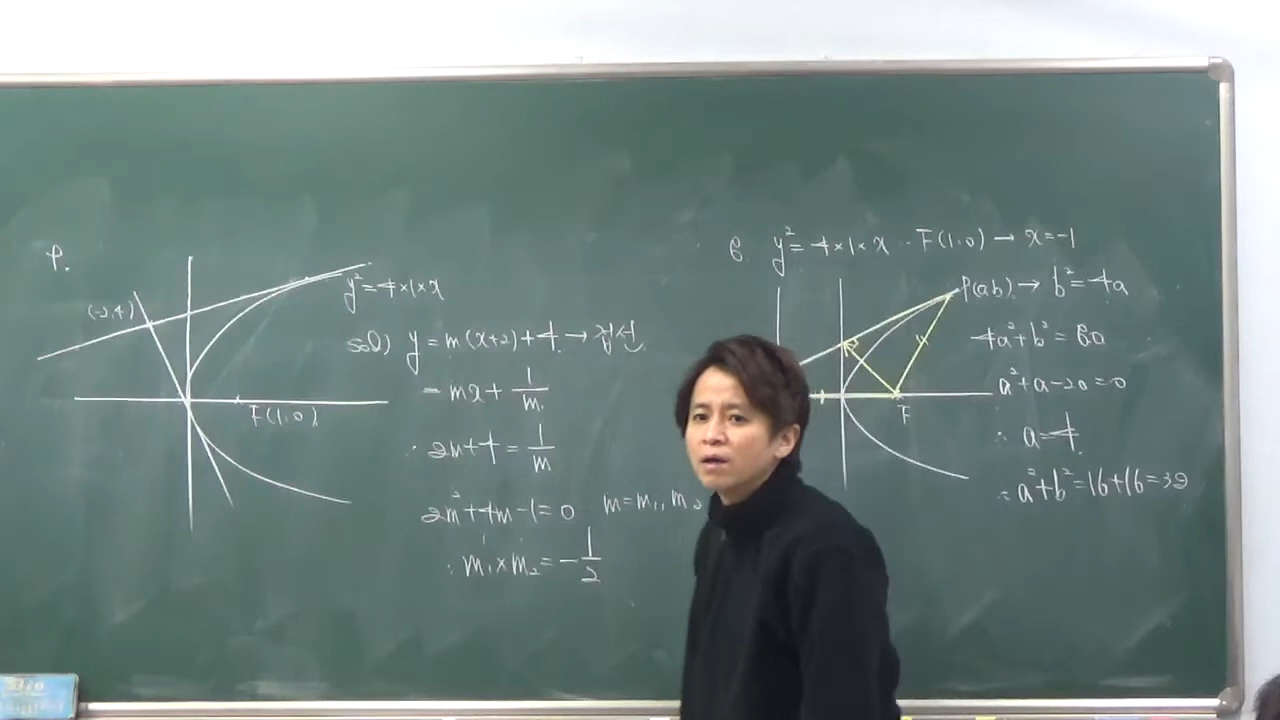 9.
(-2,4)
y²=4×1×x
F(1,0)
sol) y=m(x+2)+4 → 접선
=mx+1/m
∴ 2m+4=1/m
2m²+4m-1=0 m=m₁, m₂
∴ m₁×m₂=-1/2
6. y²=4×1×x ∴ F(1,0) → x=-1
P(a,b) → b²=4a
4a²+b²=80
a²+a-20=0
∴ a=4
F
∴ a²+b²=16+16=32